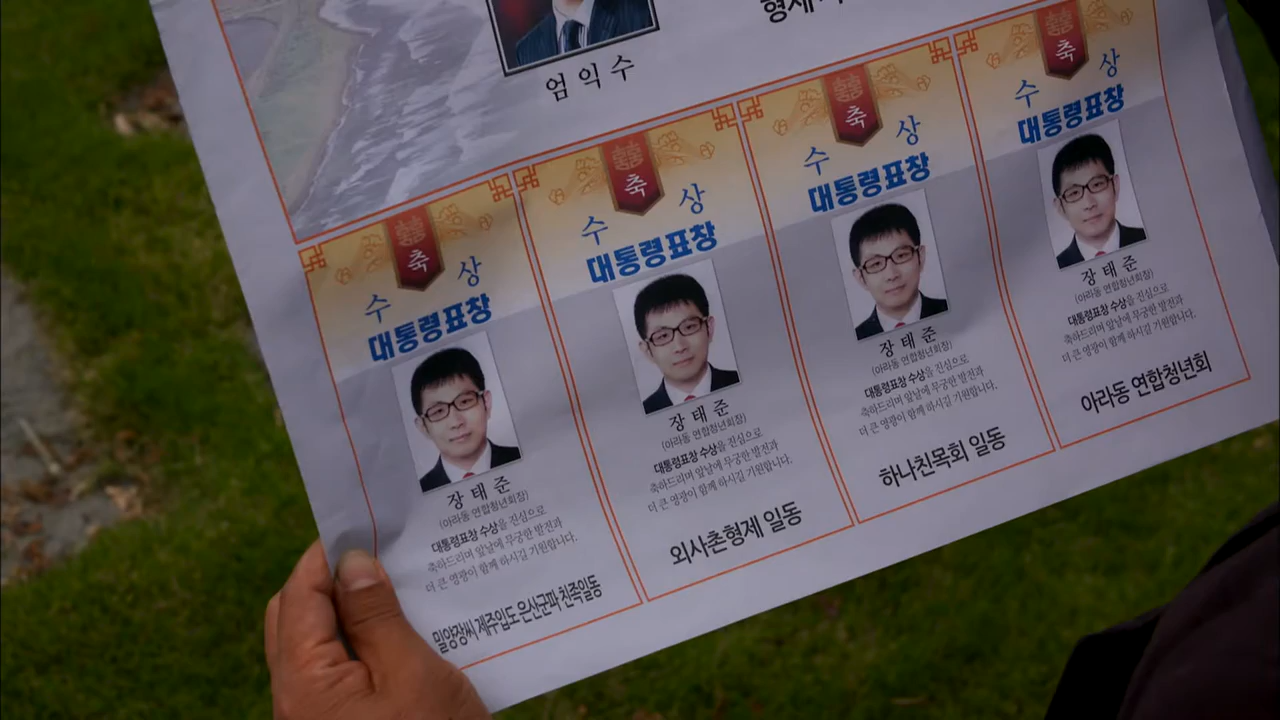 엄익수
형제
축
수 상
대통령표창
장태준
(아라동 연합청년회장)
대통령표창 수상을 진심으로
축하드리며 앞날에 무궁한 발전과
더 큰 영광이 함께 하시길 기원합니다.
밀양장씨 제주입도 은산군파 친족일동
축
수 상
대통령표창
장태준
(아라동 연합청년회장)
대통령표창 수상을 진심으로
축하드리며 앞날에 무궁한 발전과
더 큰 영광이 함께 하시길 기원합니다.
외사촌형제 일동
축
수 상
대통령표창
장태준
(아라동 연합청년회장)
대통령표창 수상을 진심으로
축하드리며 앞날에 무궁한 발전과
더 큰 영광이 함께 하시길 기원합니다.
하나친목회 일동
축
수 상
대통령표창
장태준
(아라동 연합청년회장)
대통령표창 수상을 진심으로
축하드리며 앞날에 무궁한 발전과
더 큰 영광이 함께 하시길 기원합니다.
아라동 연합청년회